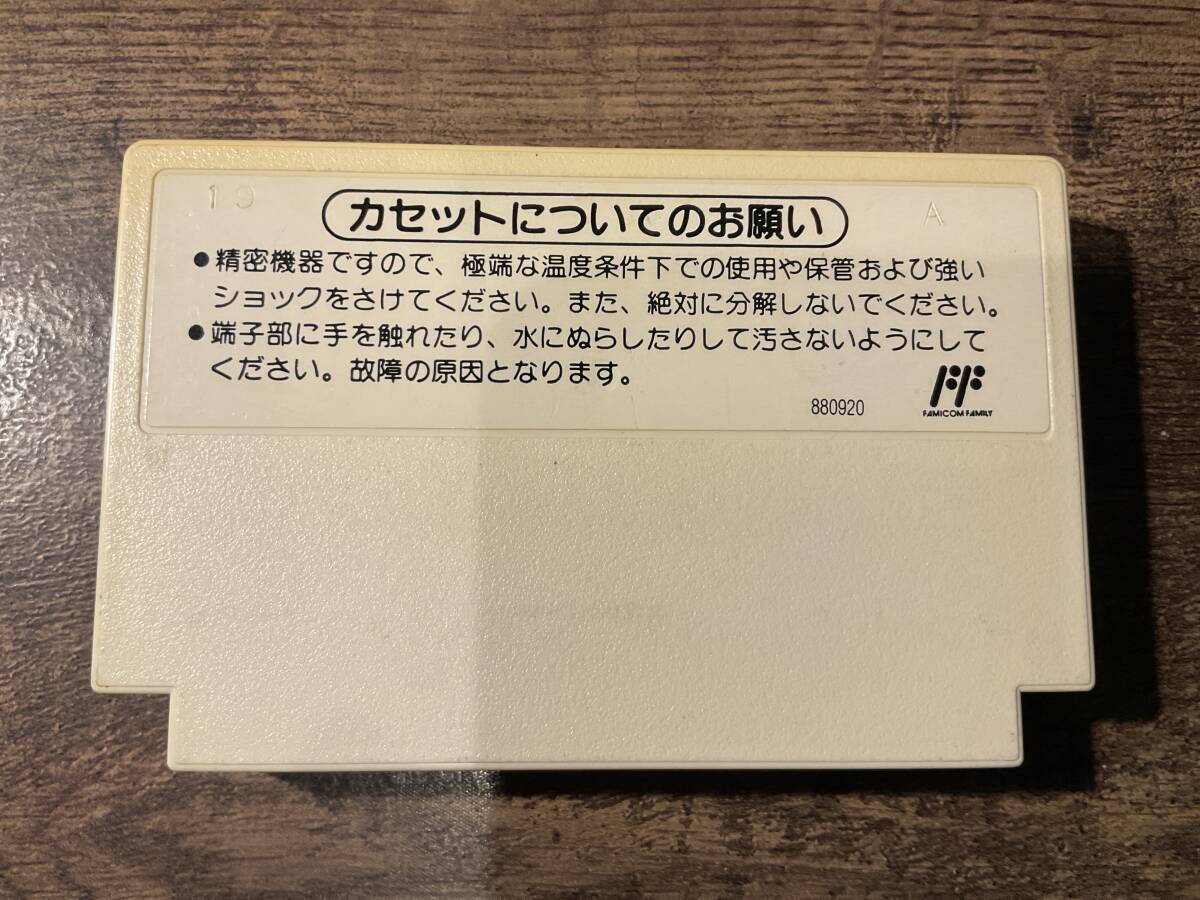 19
A
カセットについてのお願い
●精密機器ですので、極端な温度条件下での使用や保管および強い
ショックをさけてください。また、絶対に分解しないでください。
●端子部に手を触れたり、水にぬらしたりして汚さないようにして
ください。故障の原因となります。
880920
FF
FAMICOM FAMILY